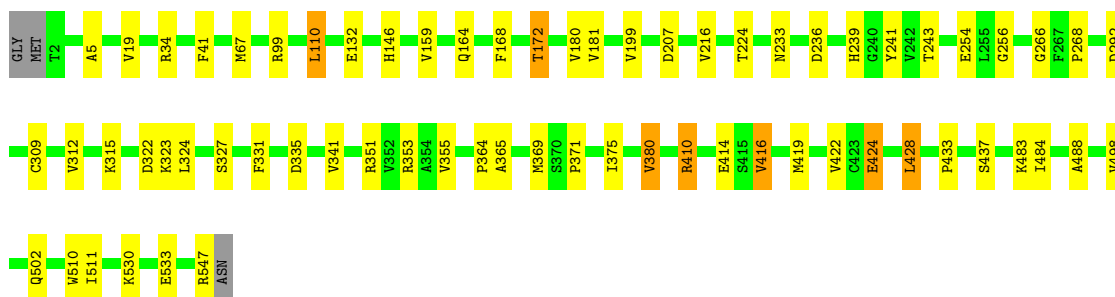 GLY MET T2 A5 V19 R34 F41 M67 R99 L110 E132 H146 V159 Q164 F168 T172 V180 V181 V199 D207 V216 T224 N233 D236 H239 G240 Y241 V242 T243 E254 L255 G256 G266 F267 P268
C309 V312 K315 D322 K323 L324 S327 F331 D335 V341 R351 V352 R353 A354 V355 P364 A365 M369 S370 P371 I375 V380 R410 E414 S415 V416 M419 V422 C423 E424 L428 P433 S437 K483 I484 A488
Q502 W510 I511 K530 E533 R547 ASN